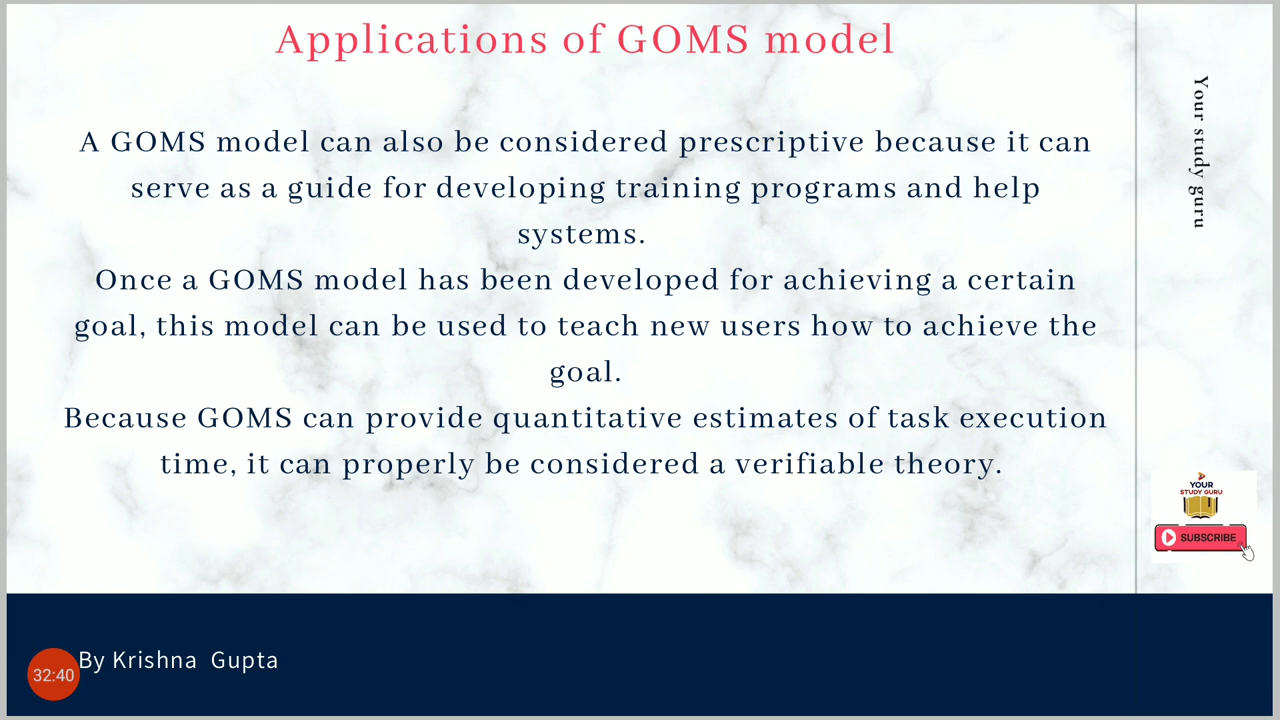 Applications of GOMS model
A GOMS model can also be considered prescriptive because it can
serve as a guide for developing training programs and help
systems.
Once a GOMS model has been developed for achieving a certain
goal, this model can be used to teach new users how to achieve the
goal.
Because GOMS can provide quantitative estimates of task execution
time, it can properly be considered a verifiable theory.
Your study guru
YOUR
STUDY GURU
SUBSCRIBE
By Krishna Gupta
32:40